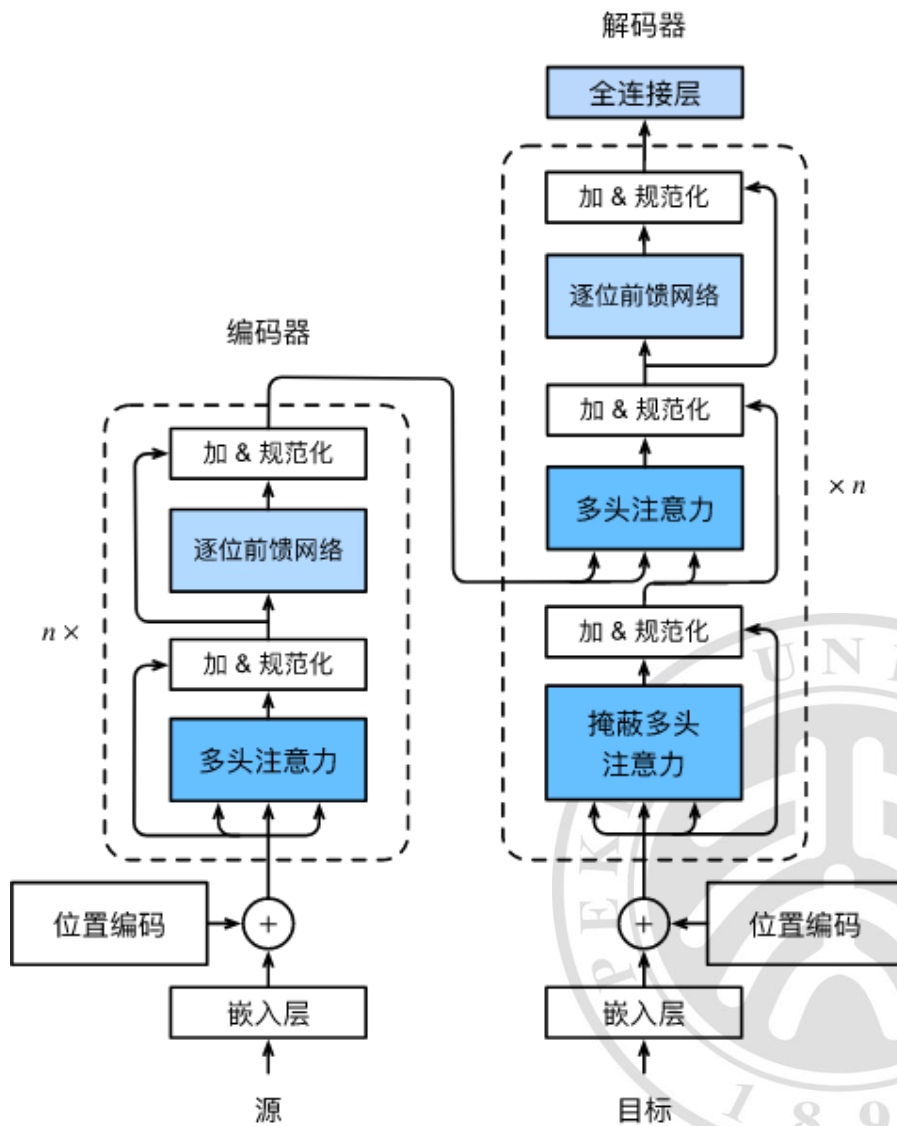 解码器
全连接层
加 & 规范化
逐位前馈网络
加 & 规范化
多头注意力
× n
加 & 规范化
掩蔽多头
注意力
位置编码
嵌入层
目标
编码器
加 & 规范化
逐位前馈网络
n ×
加 & 规范化
多头注意力
位置编码
嵌入层
源
+
+
PEK
UN
189